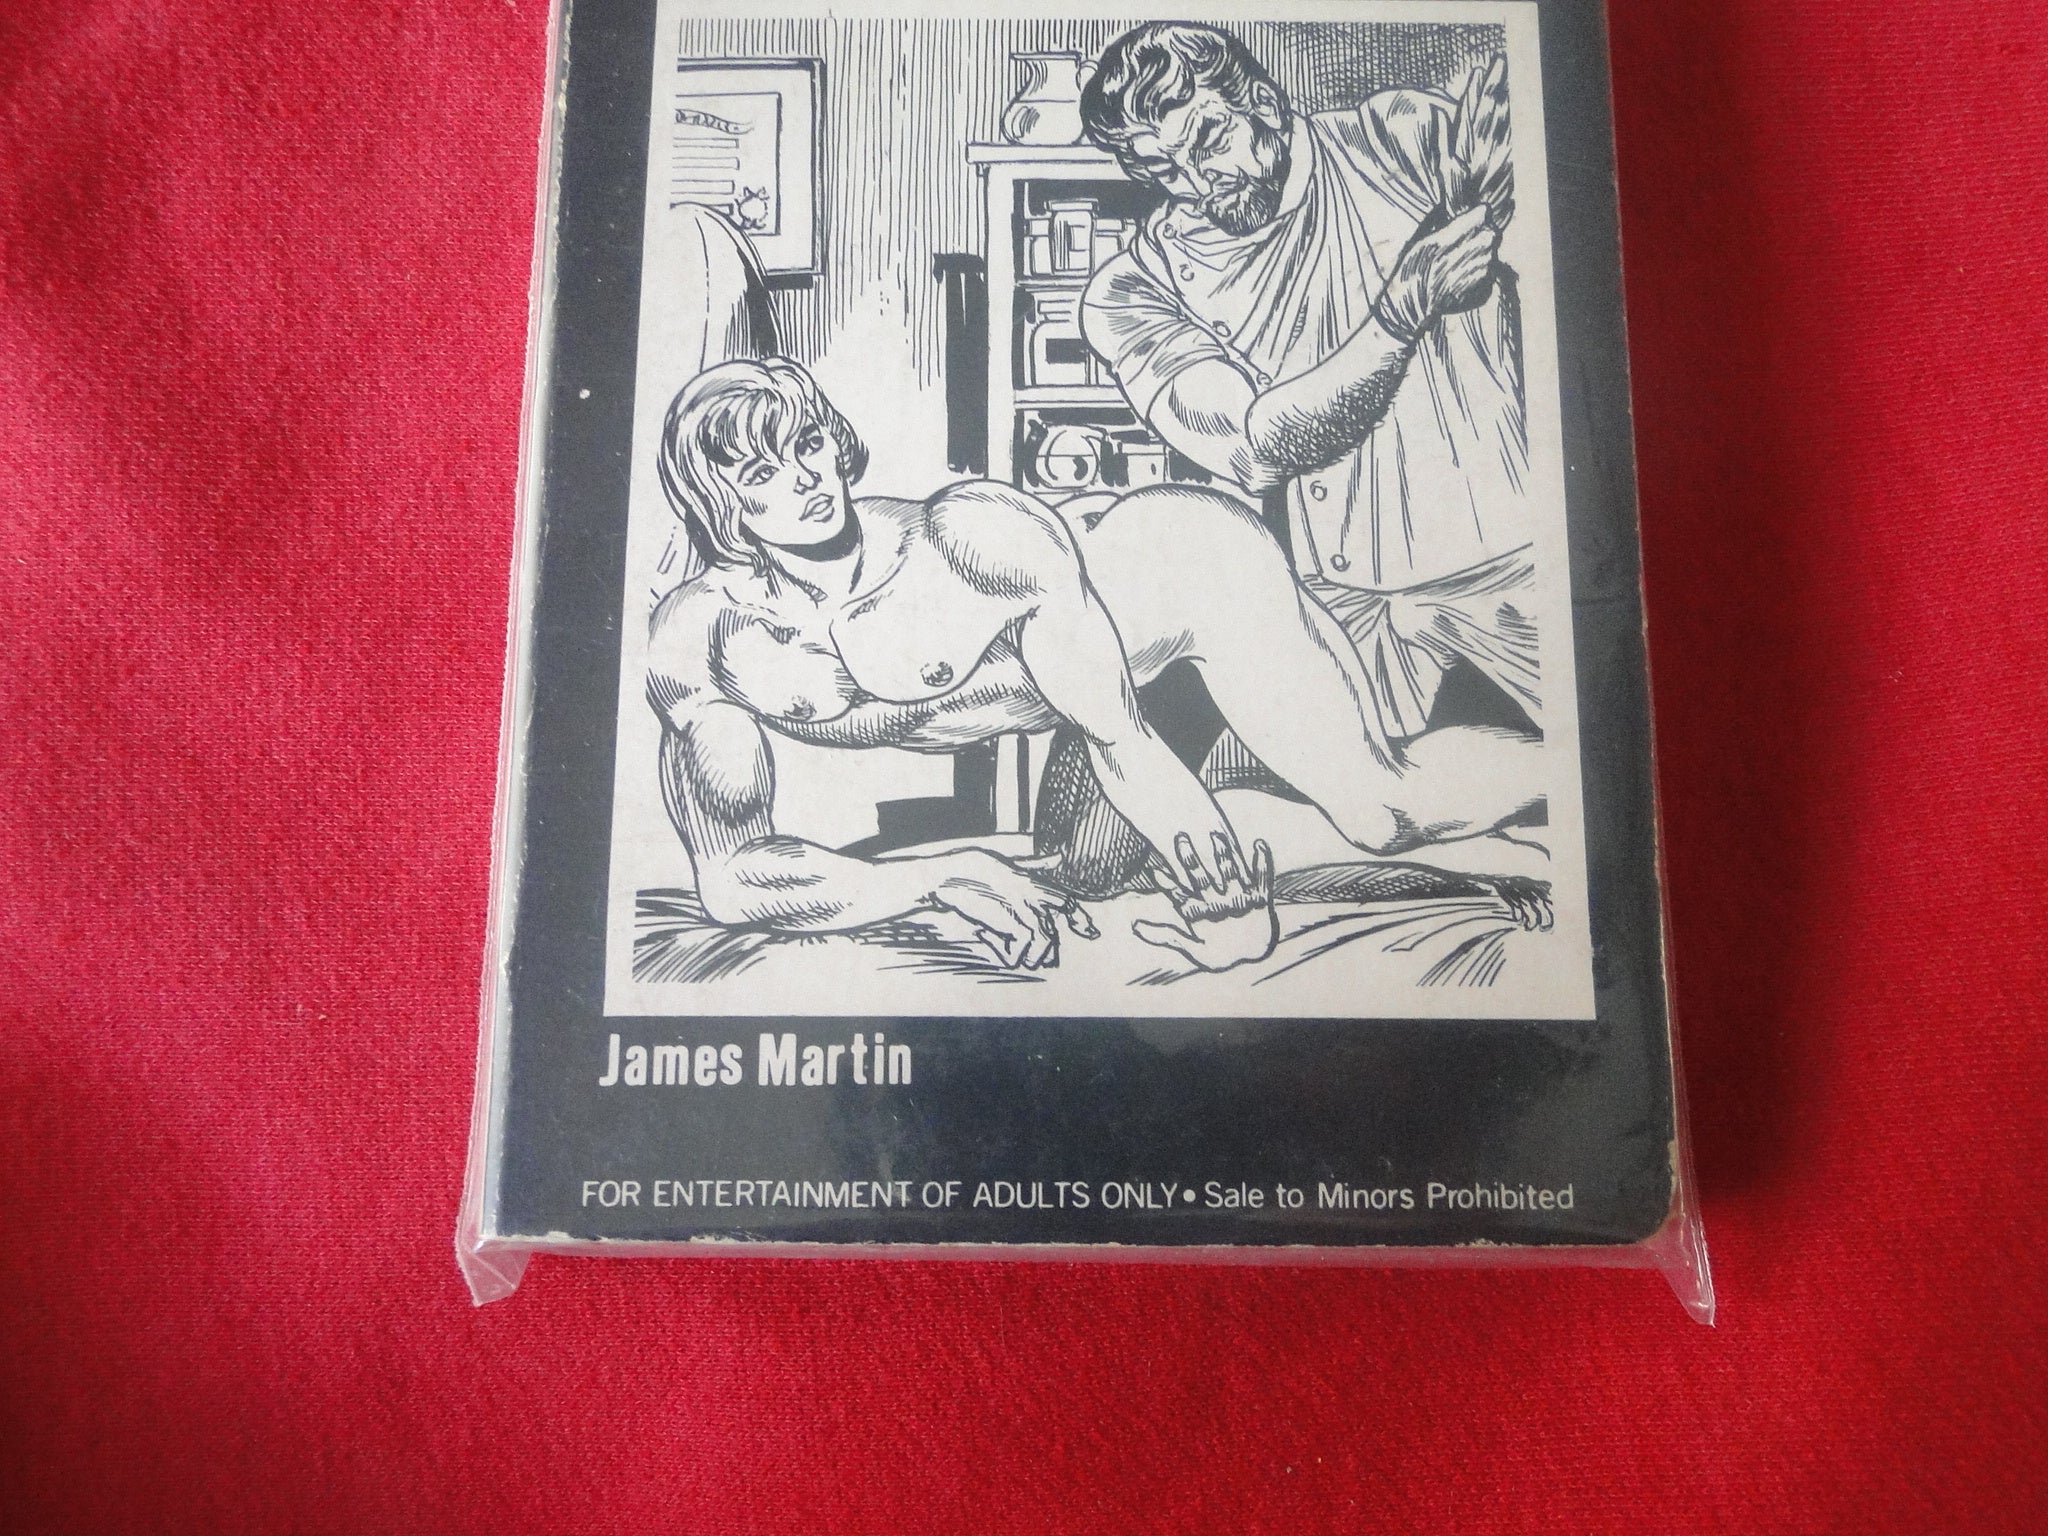 James Martin
FOR ENTERTAINMENT OF ADULTS ONLY • Sale to Minors Prohibited